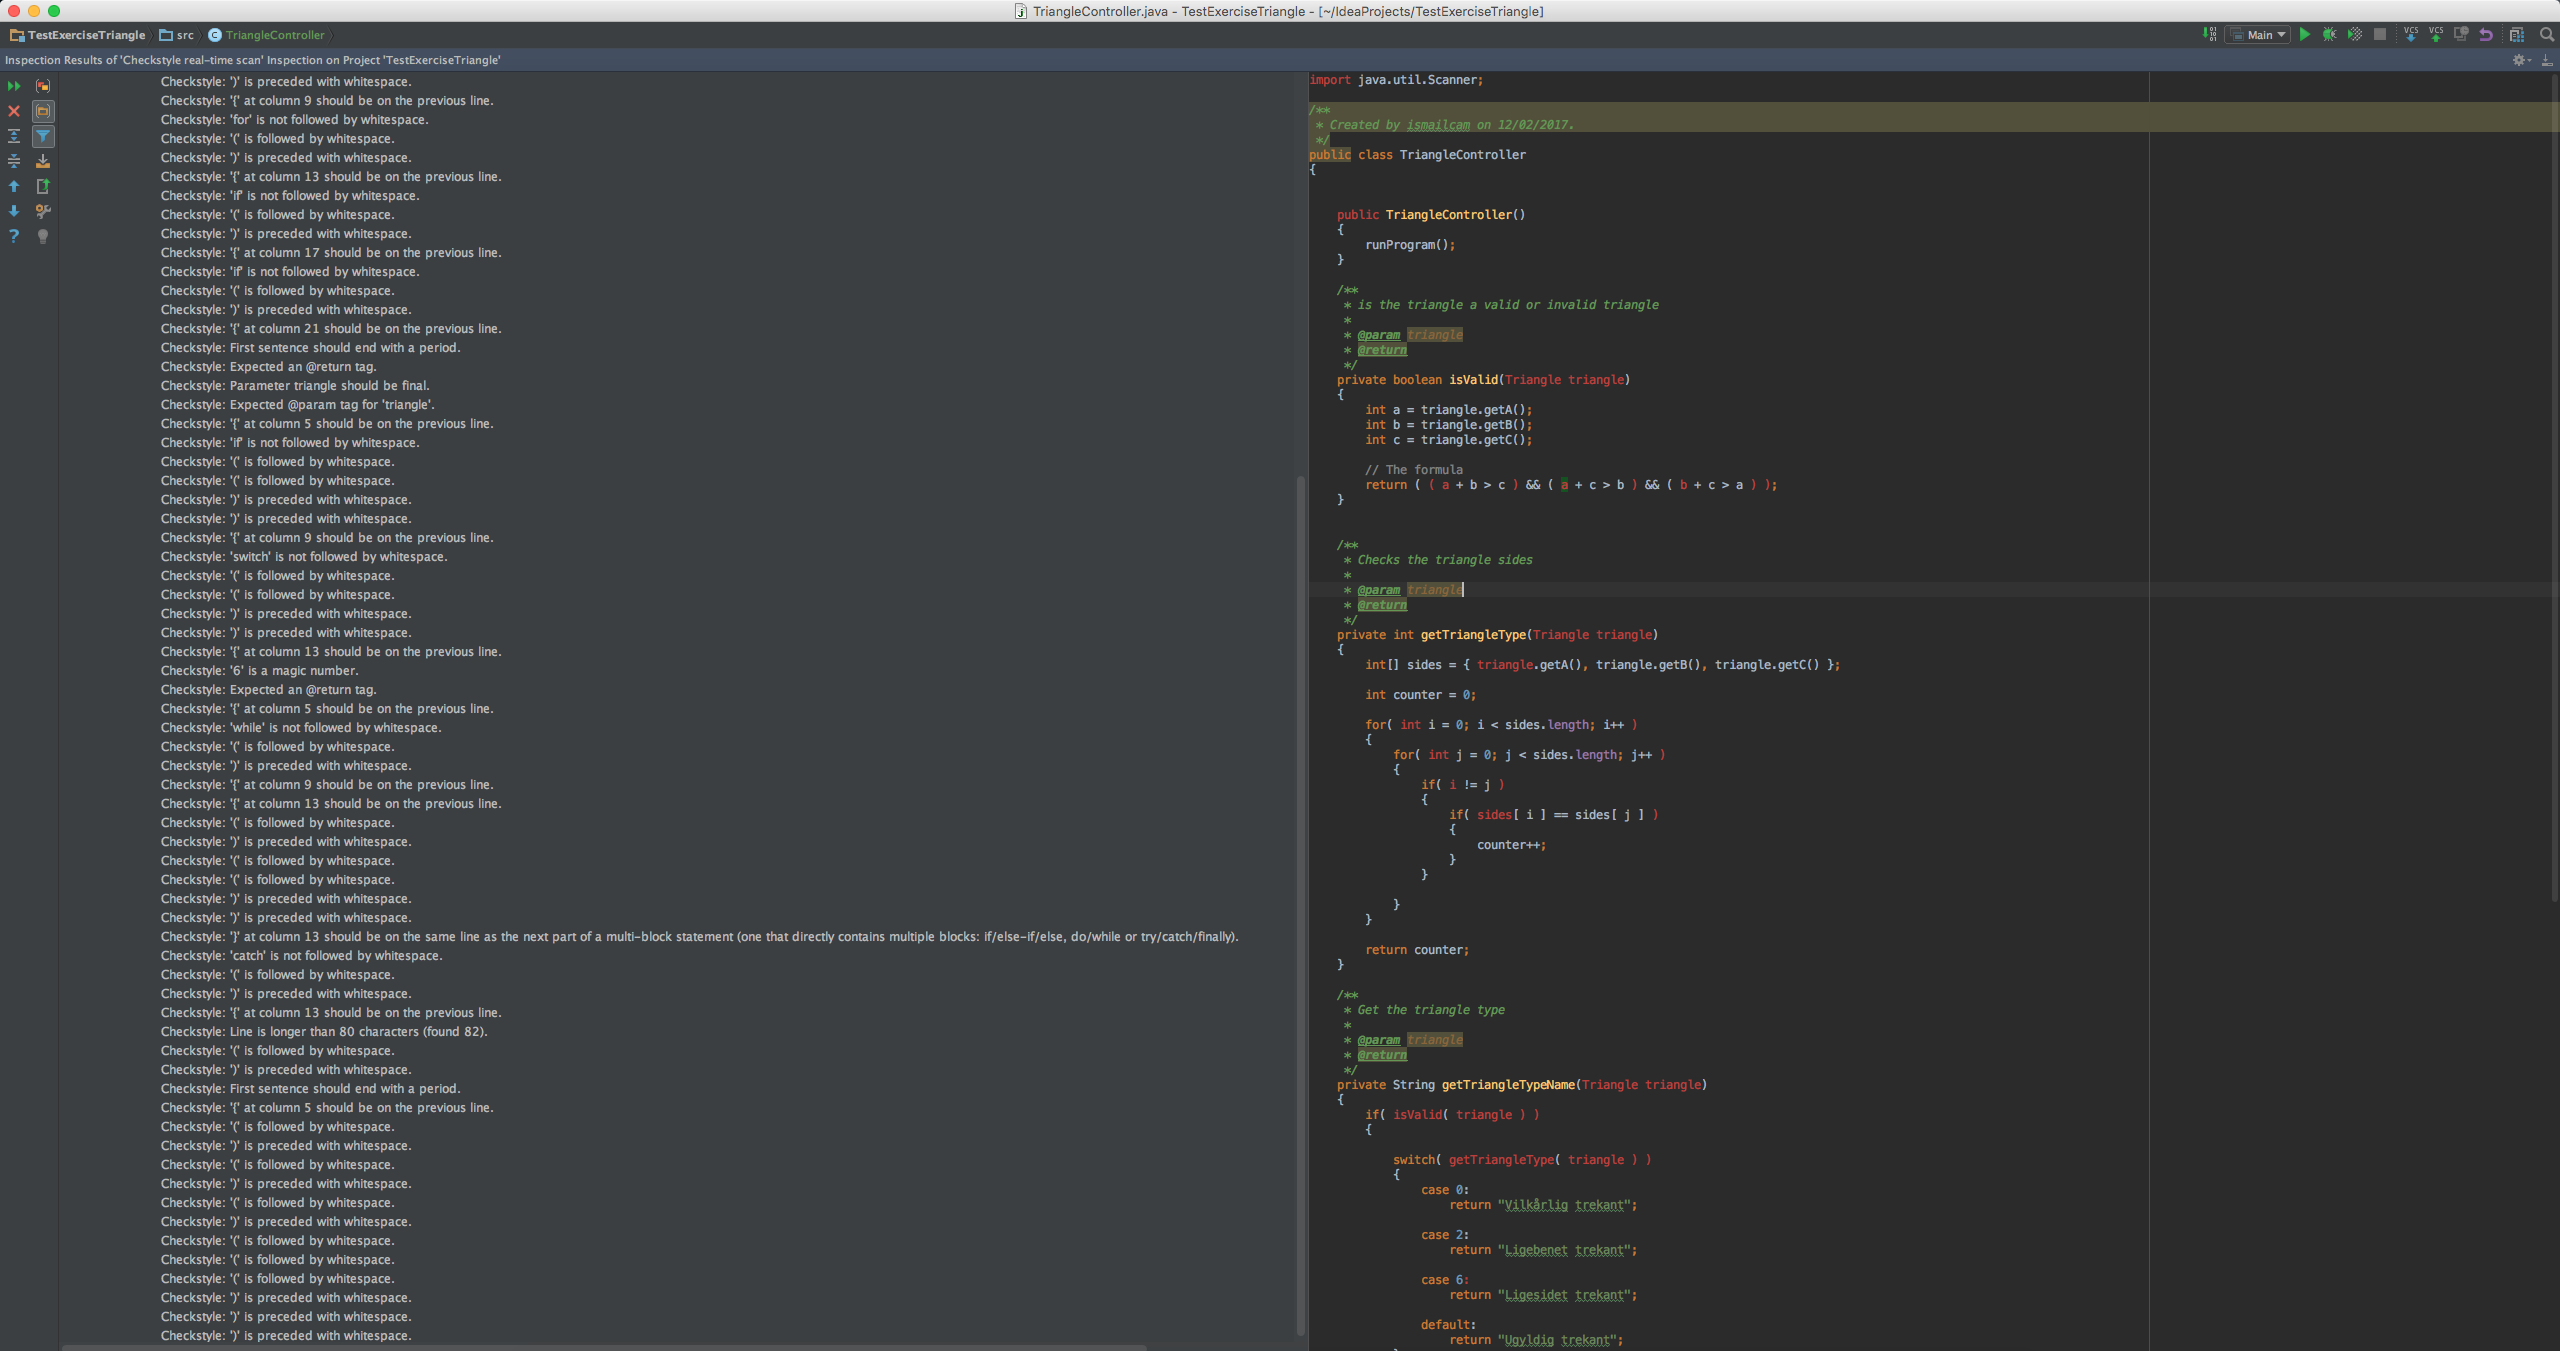 TriangleController.java - TestExerciseTriangle - [~/IdeaProjects/TestExerciseTriangle]
TestExerciseTriangle src TriangleController Main
Inspection Results of 'Checkstyle real-time scan' Inspection on Project 'TestExerciseTriangle'
Checkstyle: ')' is preceded with whitespace.
Checkstyle: '{' at column 9 should be on the previous line.
Checkstyle: 'for' is not followed by whitespace.
Checkstyle: '(' is followed by whitespace.
Checkstyle: ')' is preceded with whitespace.
Checkstyle: '{' at column 13 should be on the previous line.
Checkstyle: 'if' is not followed by whitespace.
Checkstyle: '(' is followed by whitespace.
Checkstyle: ')' is preceded with whitespace.
Checkstyle: '{' at column 17 should be on the previous line.
Checkstyle: 'if' is not followed by whitespace.
Checkstyle: '(' is followed by whitespace.
Checkstyle: ')' is preceded with whitespace.
Checkstyle: '{' at column 21 should be on the previous line.
Checkstyle: First sentence should end with a period.
Checkstyle: Expected an @return tag.
Checkstyle: Parameter triangle should be final.
Checkstyle: Expected @param tag for 'triangle'.
Checkstyle: '{' at column 5 should be on the previous line.
Checkstyle: 'if' is not followed by whitespace.
Checkstyle: '(' is followed by whitespace.
Checkstyle: '(' is followed by whitespace.
Checkstyle: ')' is preceded with whitespace.
Checkstyle: ')' is preceded with whitespace.
Checkstyle: '{' at column 9 should be on the previous line.
Checkstyle: 'switch' is not followed by whitespace.
Checkstyle: '(' is followed by whitespace.
Checkstyle: '(' is followed by whitespace.
Checkstyle: ')' is preceded with whitespace.
Checkstyle: ')' is preceded with whitespace.
Checkstyle: '{' at column 13 should be on the previous line.
Checkstyle: '6' is a magic number.
Checkstyle: Expected an @return tag.
Checkstyle: '{' at column 5 should be on the previous line.
Checkstyle: 'while' is not followed by whitespace.
Checkstyle: '(' is followed by whitespace.
Checkstyle: ')' is preceded with whitespace.
Checkstyle: '{' at column 9 should be on the previous line.
Checkstyle: '{' at column 13 should be on the previous line.
Checkstyle: '(' is followed by whitespace.
Checkstyle: ')' is preceded with whitespace.
Checkstyle: '(' is followed by whitespace.
Checkstyle: '(' is followed by whitespace.
Checkstyle: ')' is preceded with whitespace.
Checkstyle: ')' is preceded with whitespace.
Checkstyle: '}' at column 13 should be on the same line as the next part of a multi-block statement (one that directly contains multiple blocks: if/else-if/else, do/while or try/catch/finally).
Checkstyle: 'catch' is not followed by whitespace.
Checkstyle: '(' is followed by whitespace.
Checkstyle: ')' is preceded with whitespace.
Checkstyle: '{' at column 13 should be on the previous line.
Checkstyle: Line is longer than 80 characters (found 82).
Checkstyle: '(' is followed by whitespace.
Checkstyle: ')' is preceded with whitespace.
Checkstyle: First sentence should end with a period.
Checkstyle: '{' at column 5 should be on the previous line.
Checkstyle: '(' is followed by whitespace.
Checkstyle: ')' is preceded with whitespace.
Checkstyle: '(' is followed by whitespace.
Checkstyle: ')' is preceded with whitespace.
Checkstyle: '(' is followed by whitespace.
Checkstyle: ')' is preceded with whitespace.
Checkstyle: '(' is followed by whitespace.
Checkstyle: '(' is followed by whitespace.
Checkstyle: '(' is followed by whitespace.
Checkstyle: ')' is preceded with whitespace.
Checkstyle: ')' is preceded with whitespace.
Checkstyle: ')' is preceded with whitespace.
import java.util.Scanner;
/**
* Created by ismailcam on 12/02/2017.
*/
public class TriangleController
{
public TriangleController()
{
runProgram();
}
/**
* is the triangle a valid or invalid triangle
*
* @param triangle
* @return
*/
private boolean isValid(Triangle triangle)
{
int a = triangle.getA();
int b = triangle.getB();
int c = triangle.getC();
// The formula
return ( ( a + b > c ) && ( a + c > b ) && ( b + c > a ) );
}
/**
* Checks the triangle sides
*
* @param triangle
* @return
*/
private int getTriangleType(Triangle triangle)
{
int[] sides = { triangle.getA(), triangle.getB(), triangle.getC() };
int counter = 0;
for( int i = 0; i < sides.length; i++ )
{
for( int j = 0; j < sides.length; j++ )
{
if( i != j )
{
if( sides[ i ] == sides[ j ] )
{
counter++;
}
}
}
}
return counter;
}
/**
* Get the triangle type
*
* @param triangle
* @return
*/
private String getTriangleTypeName(Triangle triangle)
{
if( isValid( triangle ) )
{
switch( getTriangleType( triangle ) )
{
case 0:
return "Vilkårlig trekant";
case 2:
return "Ligebenet trekant";
case 6:
return "Ligesidet trekant";
default:
return "Ugyldig trekant";